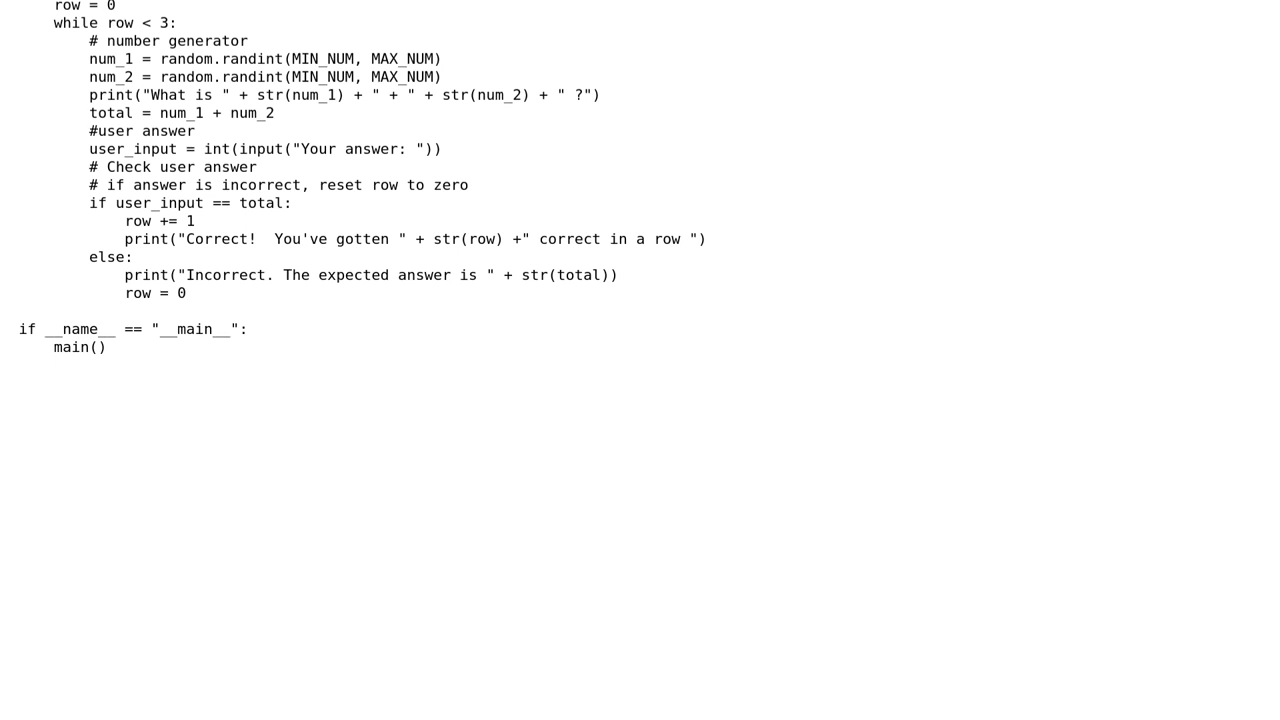 row = 0
    while row < 3:
        # number generator
        num_1 = random.randint(MIN_NUM, MAX_NUM)
        num_2 = random.randint(MIN_NUM, MAX_NUM)
        print("What is " + str(num_1) + " + " + str(num_2) + " ?")
        total = num_1 + num_2
        #user answer
        user_input = int(input("Your answer: "))
        # Check user answer
        # if answer is incorrect, reset row to zero
        if user_input == total:
            row += 1
            print("Correct!  You've gotten " + str(row) +" correct in a row ")
        else:
            print("Incorrect. The expected answer is " + str(total))
            row = 0

if __name__ == "__main__":
    main()